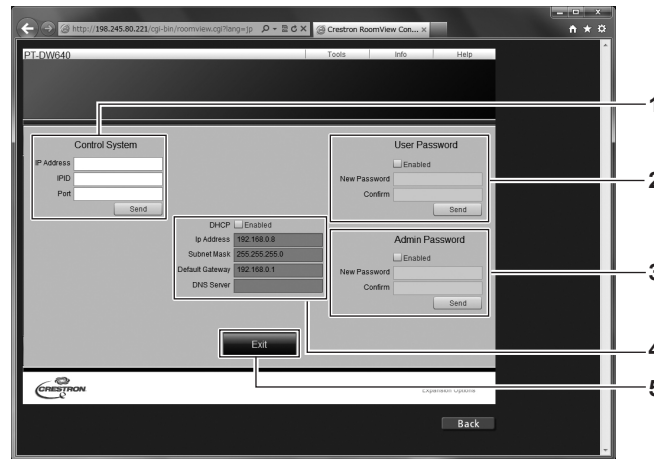 http://198.245.80.221/cgi-bin/roomview.cgi?lang=jp
Crestron RoomView Con...
PT-DW640
Tools Info Help
1
Control System
IP Address
IPID
Port
Send
User Password
Enabled
New Password
Confirm
Send
2
DHCP Enabled
Ip Address 192.168.0.8
Subnet Mask 255.255.255.0
Default Gateway 192.168.0.1
DNS Server
Admin Password
Enabled
New Password
Confirm
Send
3
Exit
4
CRESTRON
Expansion Options
5
Back